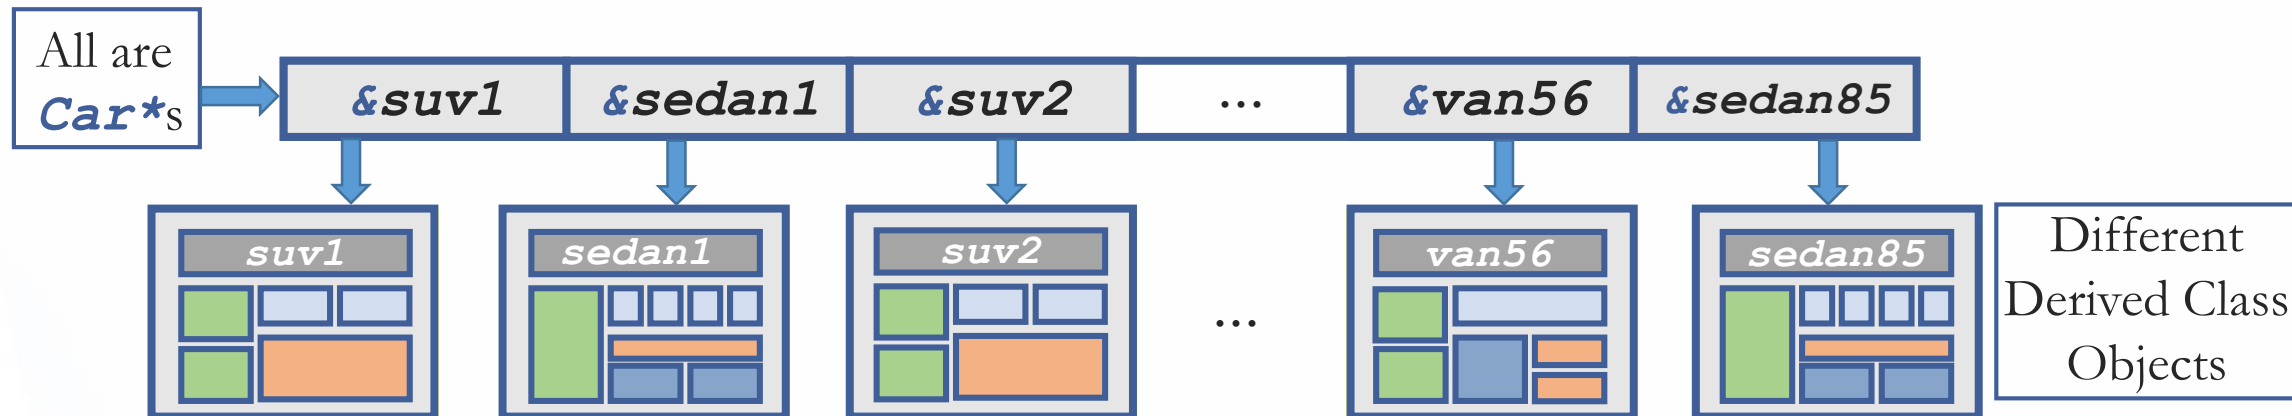 All are
Car*s
&suv1 &sedan1 &suv2 ... &van56 &sedan85
suv1 sedan1 suv2 ... van56 sedan85
Different
Derived Class
Objects